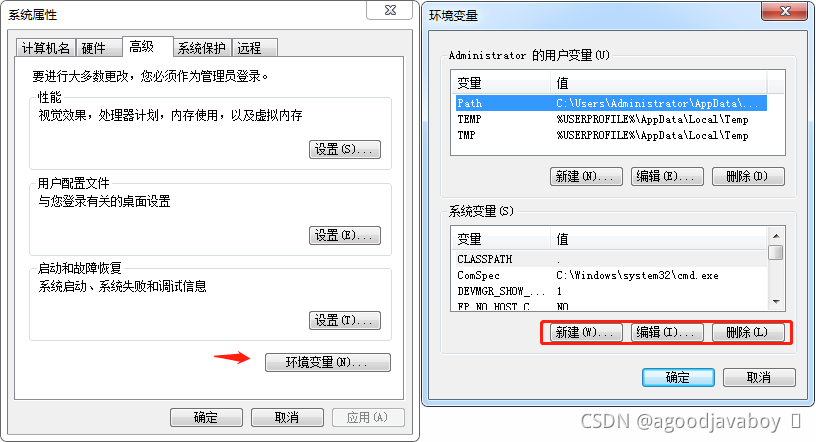 系统属性
计算机名 硬件 高级 系统保护 远程
要进行大多数更改，您必须作为管理员登录。
性能
视觉效果，处理器计划，内存使用，以及虚拟内存
设置(S)...
用户配置文件
与您登录有关的桌面设置
设置(E)...
启动和故障恢复
系统启动、系统失败和调试信息
设置(T)...
环境变量(N)...
确定 取消 应用(A)
环境变量
Administrator 的用户变量(U)
变量 值
Path C:\Users\Administrator\AppData\...
TEMP %USERPROFILE%\AppData\Local\Temp
TMP %USERPROFILE%\AppData\Local\Temp
新建(N)... 编辑(E)... 删除(D)
系统变量(S)
变量 值
CLASSPATH .
ComSpec C:\Windows\system32\cmd.exe
DEVMGR_SHOW_... 1
FP_NO_HOST_C... NO
新建(W)... 编辑(I)... 删除(L)
确定 取消
CSDN @agoodjavaboy